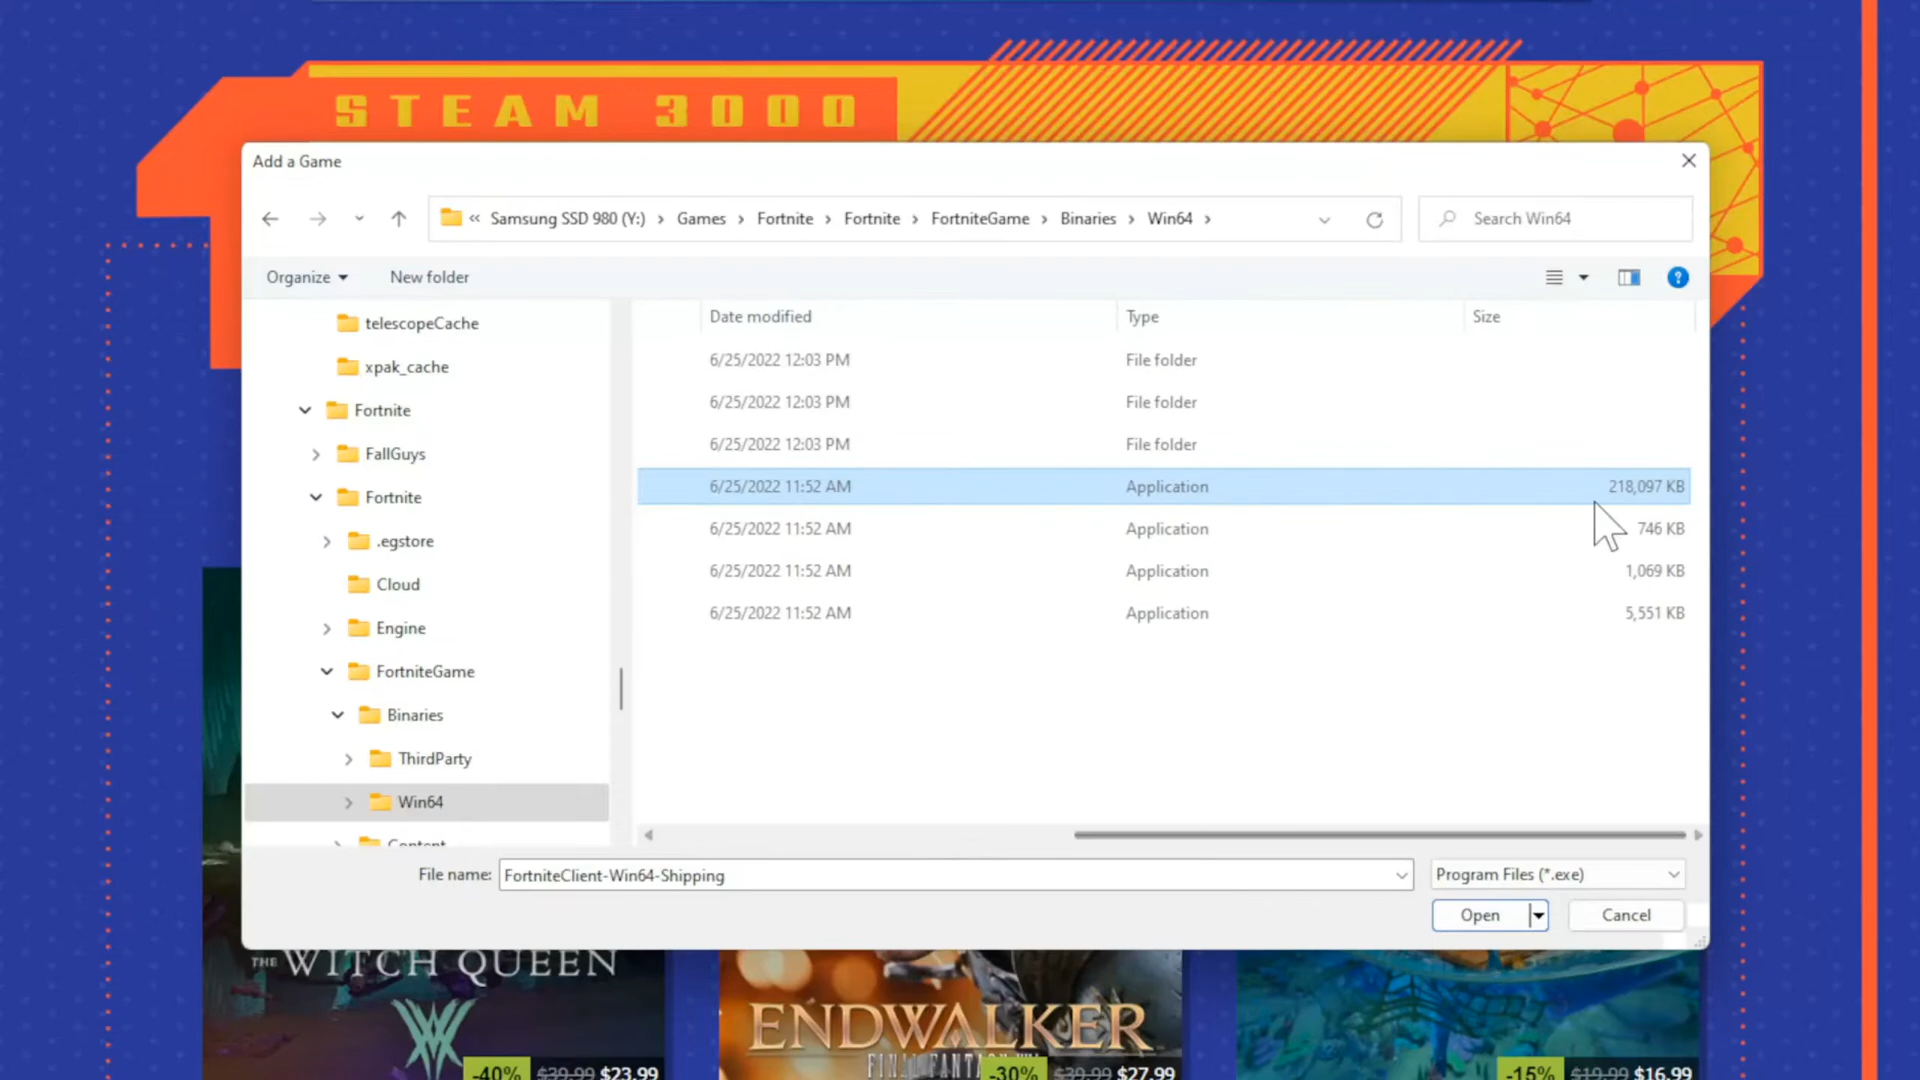 STEAM 3000
Add a Game
« Samsung SSD 980 (Y:) > Games > Fortnite > Fortnite > FortniteGame > Binaries > Win64 >
Search Win64
Organize
New folder
?
telescopeCache
xpak_cache
Fortnite
FallGuys
Fortnite
.egstore
Cloud
Engine
FortniteGame
Binaries
ThirdParty
Win64
Content
Date modified Type Size
6/25/2022 12:03 PM File folder
6/25/2022 12:03 PM File folder
6/25/2022 12:03 PM File folder
6/25/2022 11:52 AM Application 218,097 KB
6/25/2022 11:52 AM Application 746 KB
6/25/2022 11:52 AM Application 1,069 KB
6/25/2022 11:52 AM Application 5,551 KB
File name: FortniteClient-Win64-Shipping
Program Files (*.exe)
Open
Cancel
THE WITCH QUEEN
-40% $39.99 $23.99
ENDWALKER
-30% $39.99 $27.99
-15% $19.99 $16.99